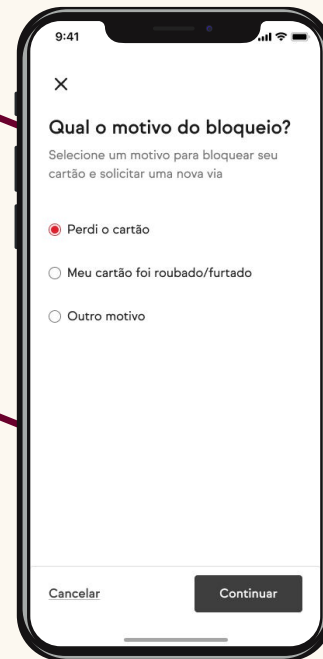 9:41
Qual o motivo do bloqueio?
Selecione um motivo para bloquear seu
cartão e solicitar uma nova via
Perdi o cartão
Meu cartão foi roubado/furtado
Outro motivo
Cancelar
Continuar